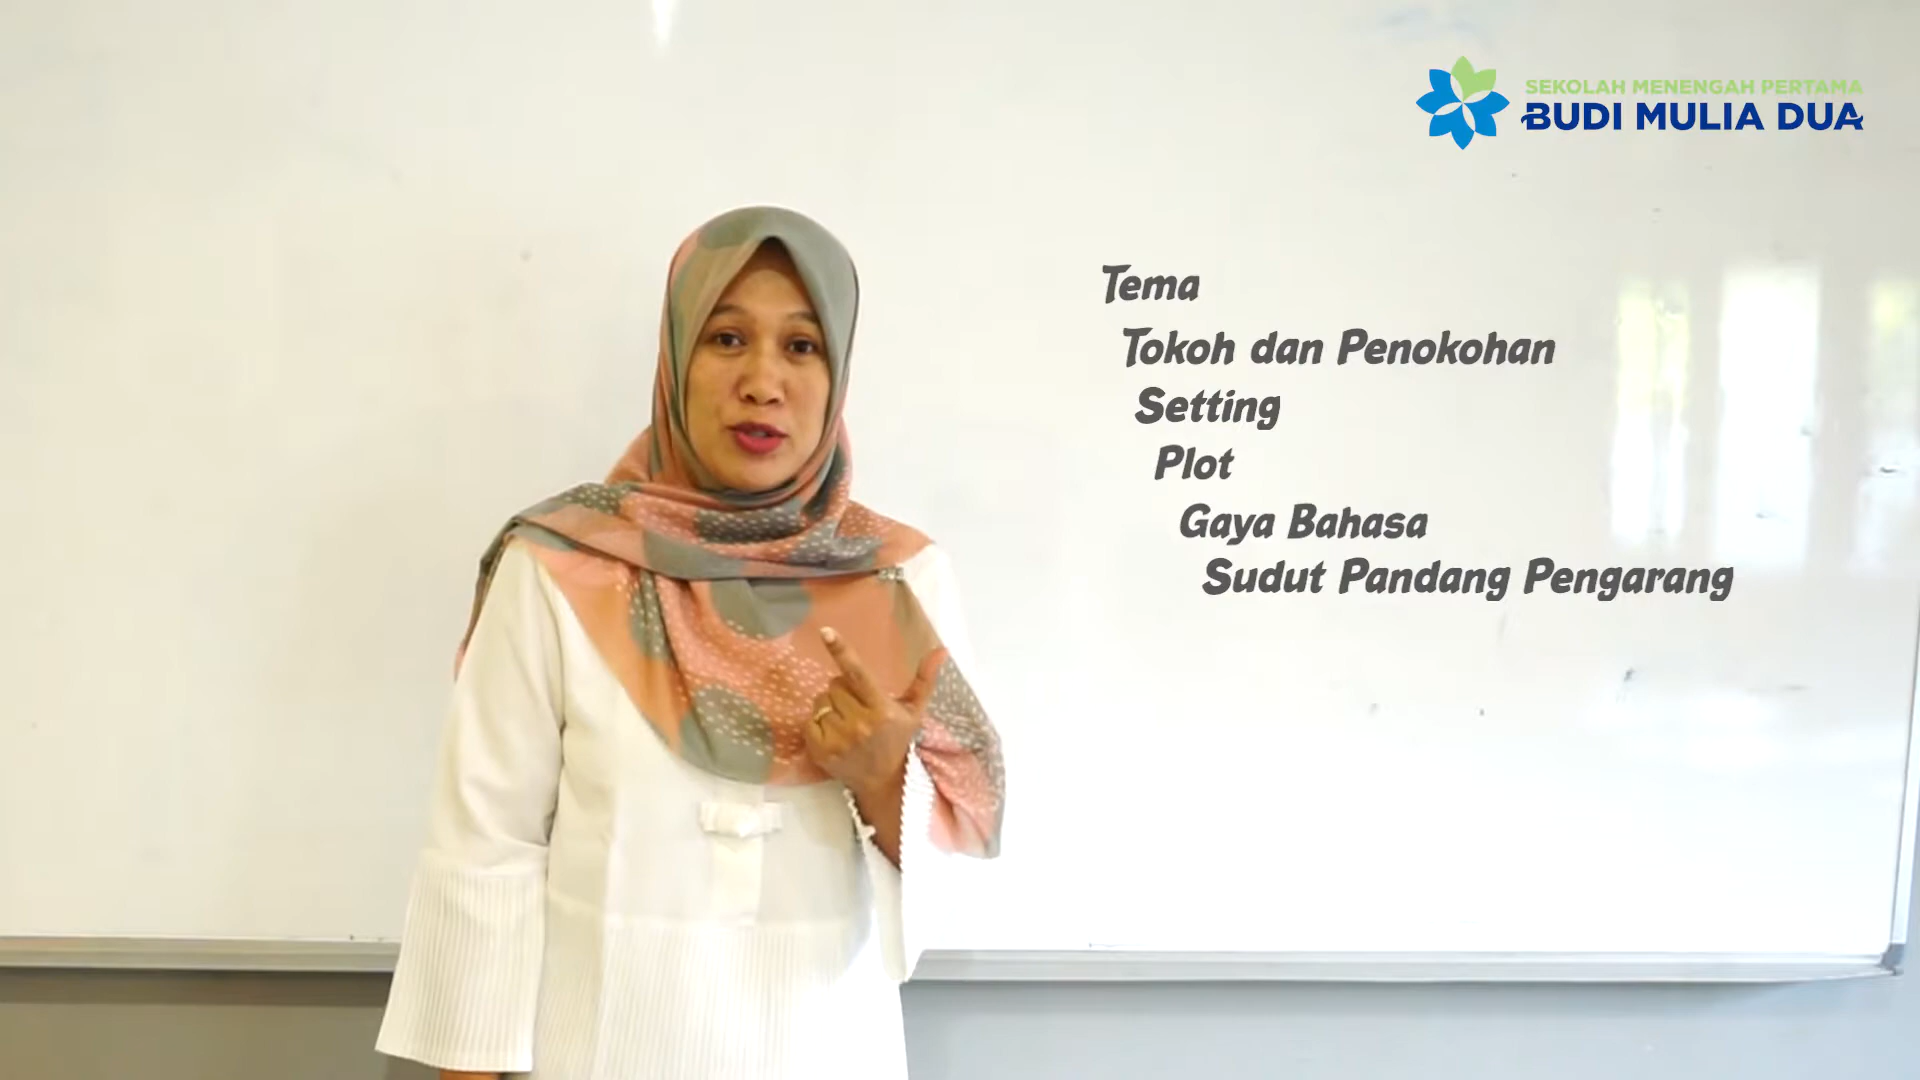 SEKOLAH MENENGAH PERTAMA
BUDI MULIA DUA
Tema
Tokoh dan Penokohan
Setting
Plot
Gaya Bahasa
Sudut Pandang Pengarang